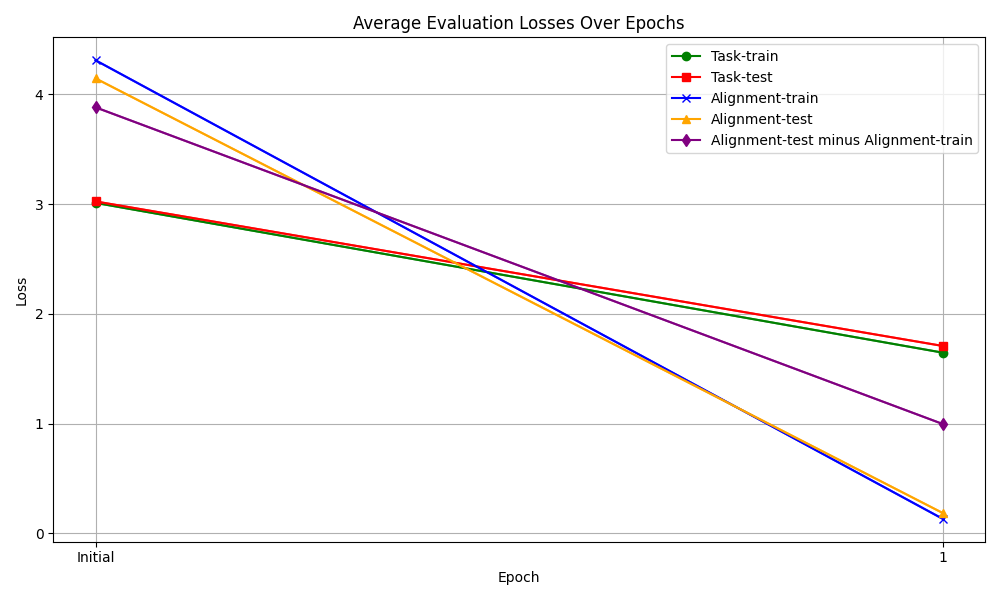 Average Evaluation Losses Over Epochs
Task-train
Task-test
Alignment-train
Alignment-test
Alignment-test minus Alignment-train
4
3
2
1
0
Loss
Initial
1
Epoch